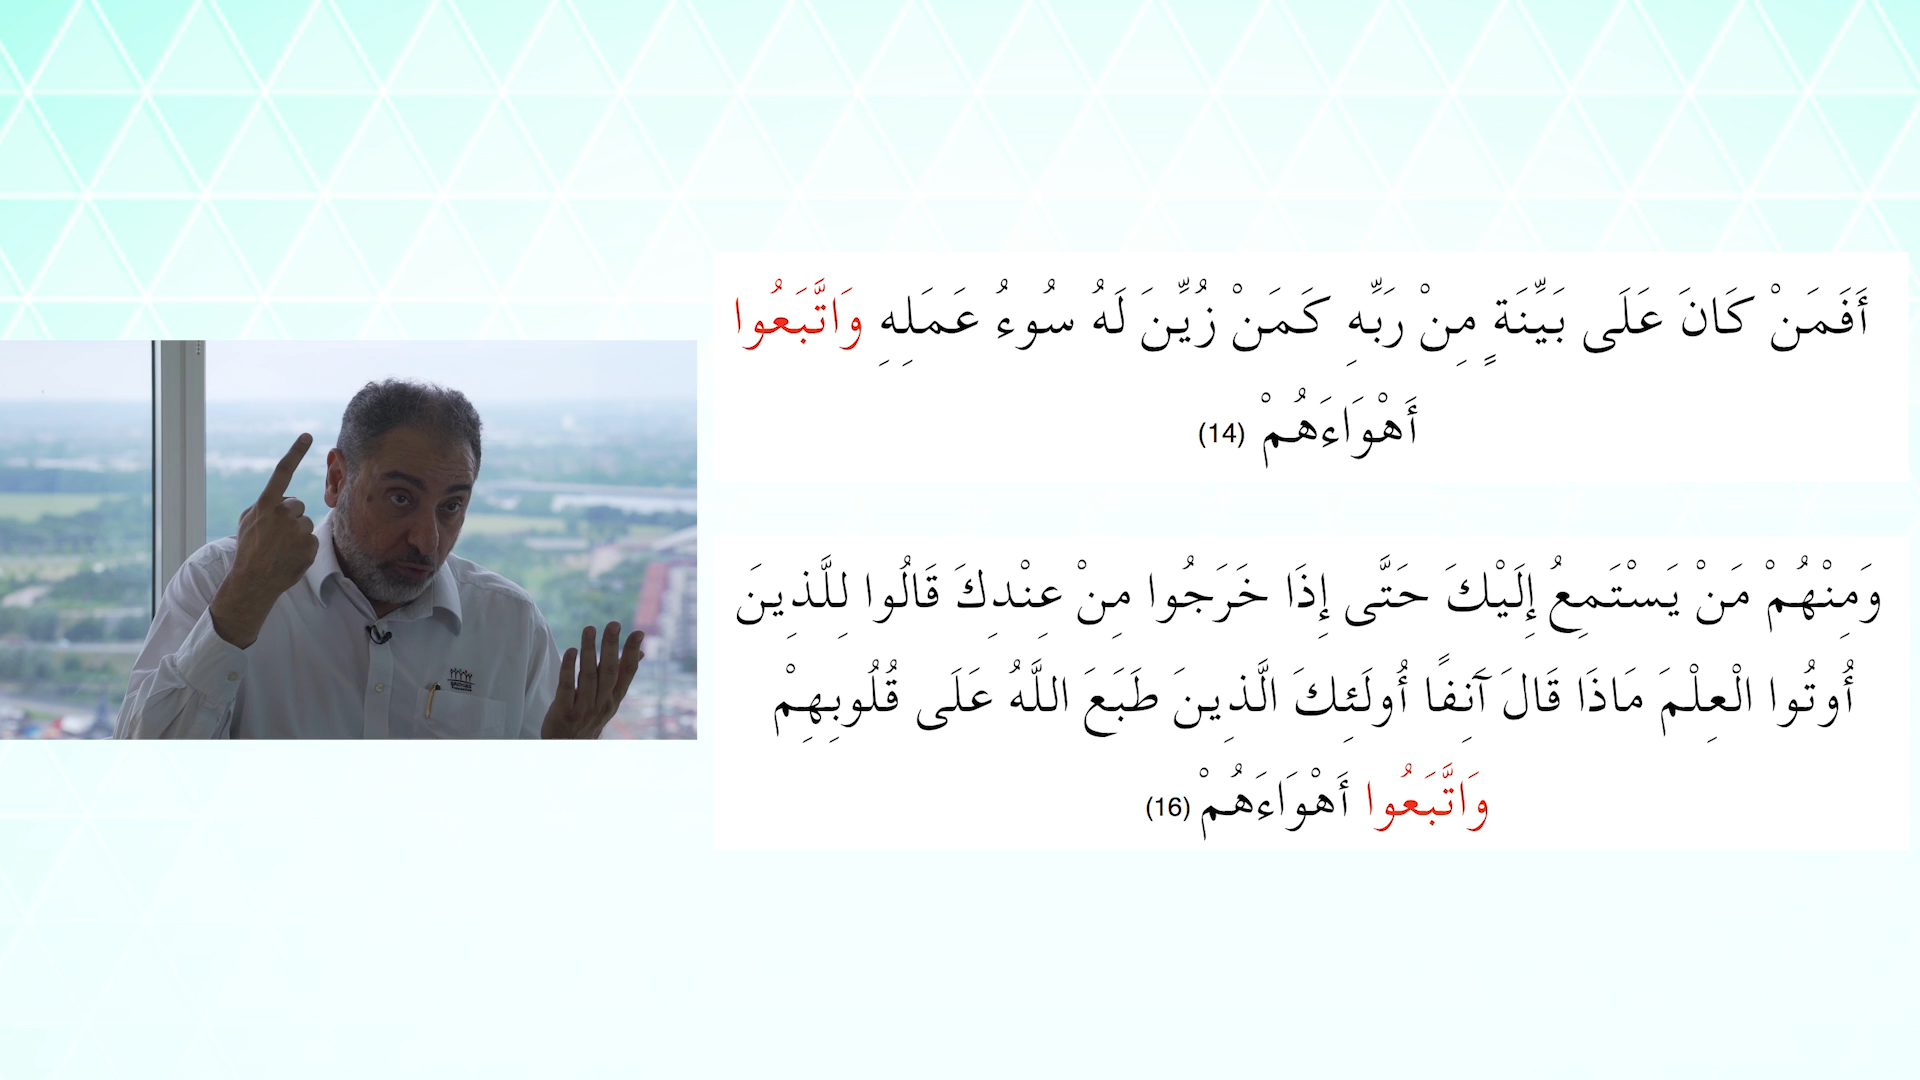 أَفَمَنْ كَانَ عَلَى بَيِّنَةٍ مِنْ رَبِّهِ كَمَنْ زُيِّنَ لَهُ سُوءُ عَمَلِهِ وَاتَّبَعُوا
أَهْوَاءَهُمْ (14)
وَمِنْهُمْ مَنْ يَسْتَمِعُ إِلَيْكَ حَتَّى إِذَا خَرَجُوا مِنْ عِنْدِكَ قَالُوا لِلَّذِينَ
أُوتُوا الْعِلْمَ مَاذَا قَالَ آنِفًا أُولَئِكَ الَّذِينَ طَبَعَ اللَّهُ عَلَى قُلُوبِهِمْ
وَاتَّبَعُوا أَهْوَاءَهُمْ (16)